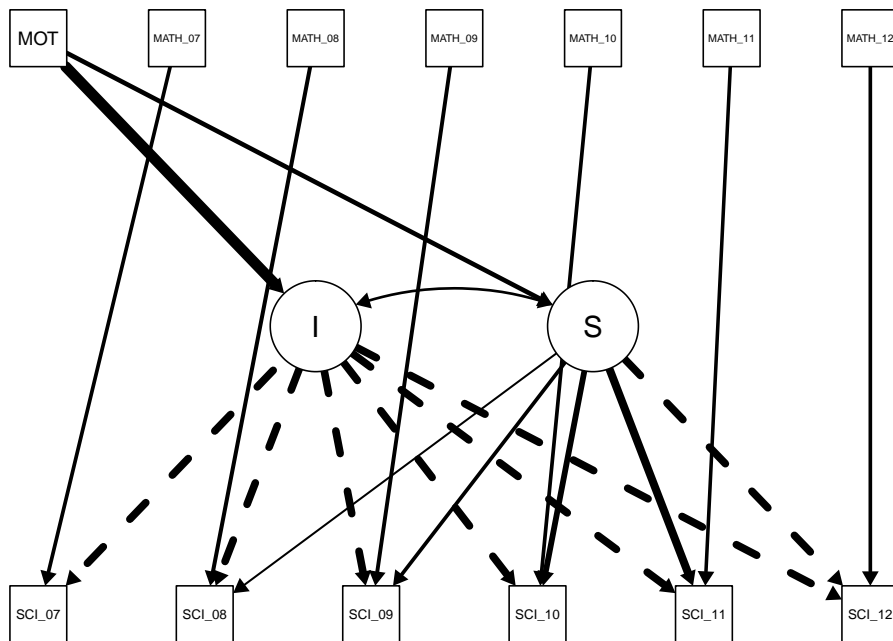 MOT
MATH_07
MATH_08
MATH_09
MATH_10
MATH_11
MATH_12
I
S
SCI_07
SCI_08
SCI_09
SCI_10
SCI_11
SCI_12